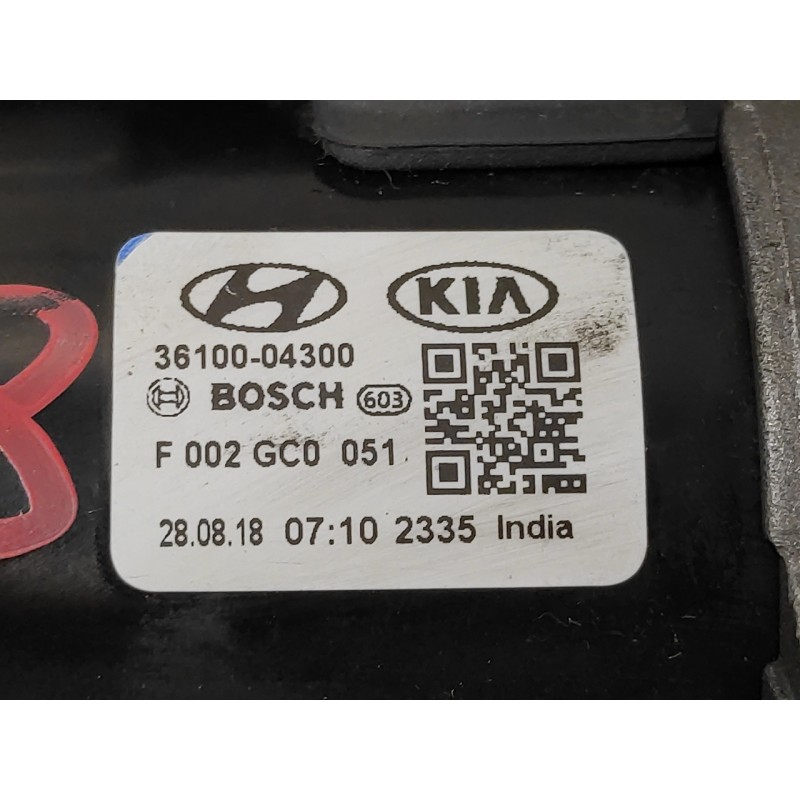 KIA
36100-04300
BOSCH 603
F 002 GC0 051
28.08.18 07:10 2335 India